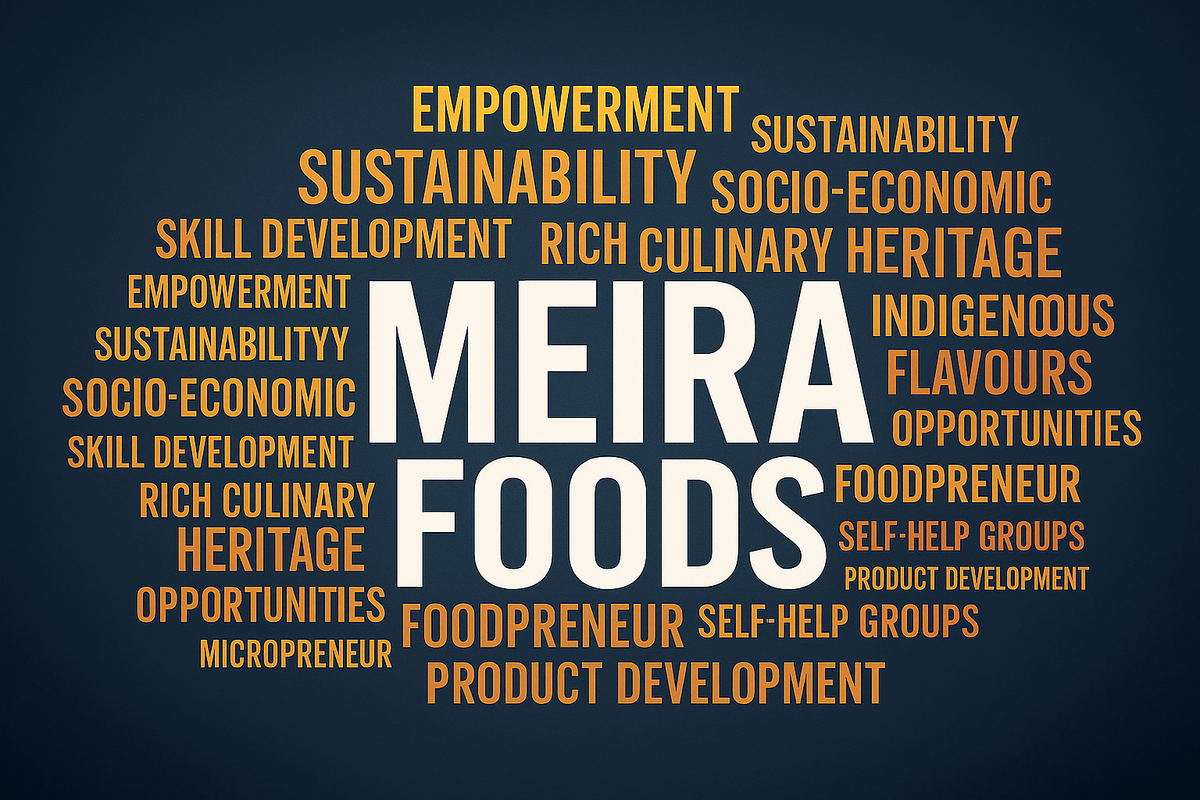 EMPOWERMENT
SUSTAINABILITY
SUSTAINABILITY
SOCIO-ECONOMIC
SKILL DEVELOPMENT
RICH CULINARY HERITAGE
EMPOWERMENT
SUSTAINABILITYY
SOCIO-ECONOMIC
SKILL DEVELOPMENT
RICH CULINARY
HERITAGE
OPPORTUNITIES
MICROPRENEUR
MEIRA
FOODS
INDIGENOOUS
FLAVOURS
OPPORTUNITIES
FOODPRENEUR
SELF-HELP GROUPS
PRODUCT DEVELOPMENT
FOODPRENEUR
SELF-HELP GROUPS
PRODUCT DEVELOPMENT